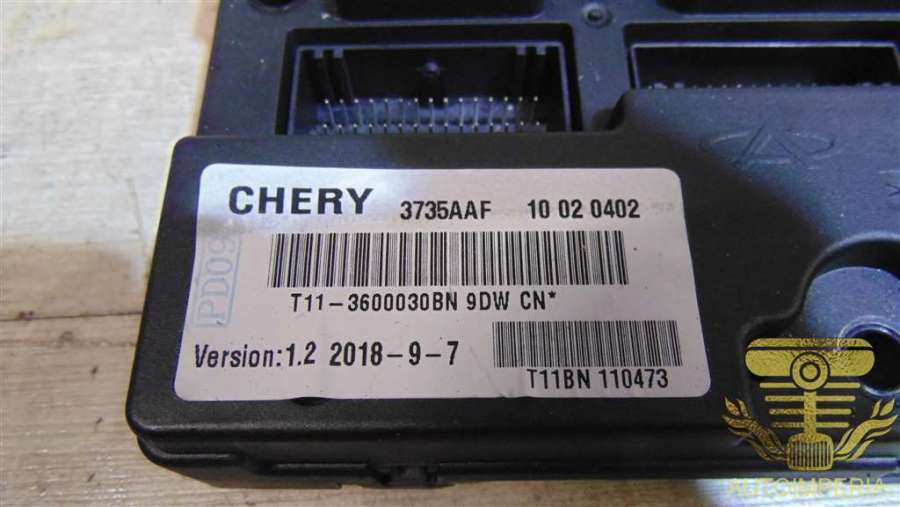 CHERY 3735AAF 10 02 0402
PD09
T11-3600030BN 9DW CN*
Version:1.2 2018-9-7
T11BN 110473
AUTOIMPERIA